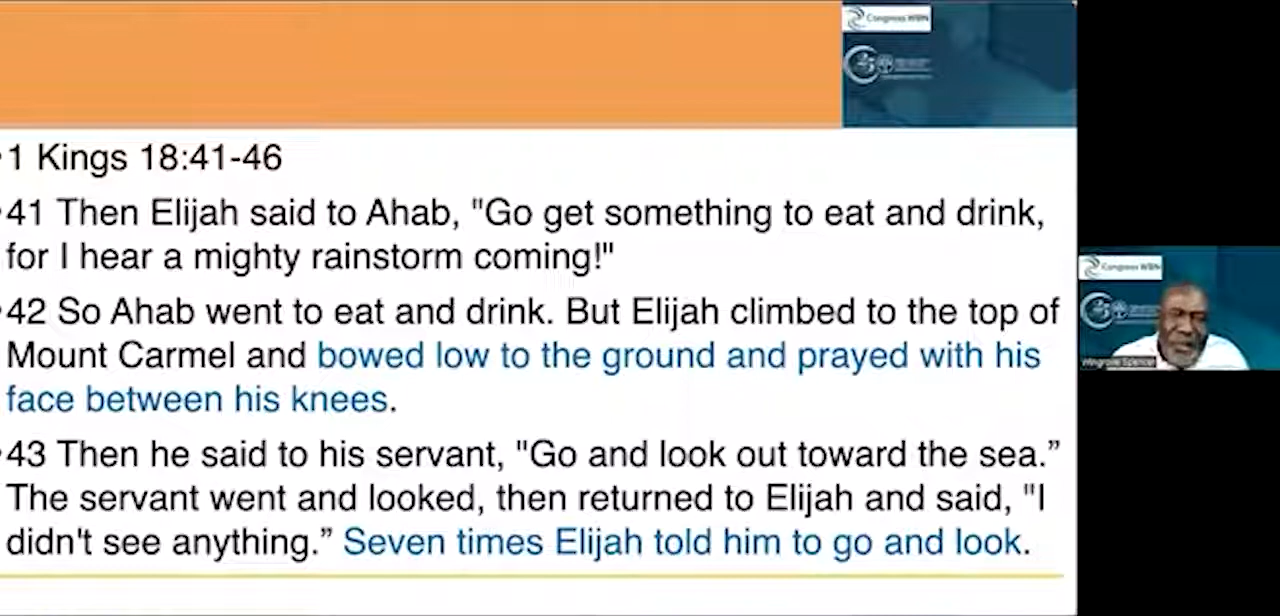 Congress WBN
1 Kings 18:41-46
41 Then Elijah said to Ahab, "Go get something to eat and drink,
for I hear a mighty rainstorm coming!"
42 So Ahab went to eat and drink. But Elijah climbed to the top of
Mount Carmel and bowed low to the ground and prayed with his
face between his knees.
43 Then he said to his servant, "Go and look out toward the sea.”
The servant went and looked, then returned to Elijah and said, "I
didn't see anything.” Seven times Elijah told him to go and look.
Congress WBN
Wingrove Spencer